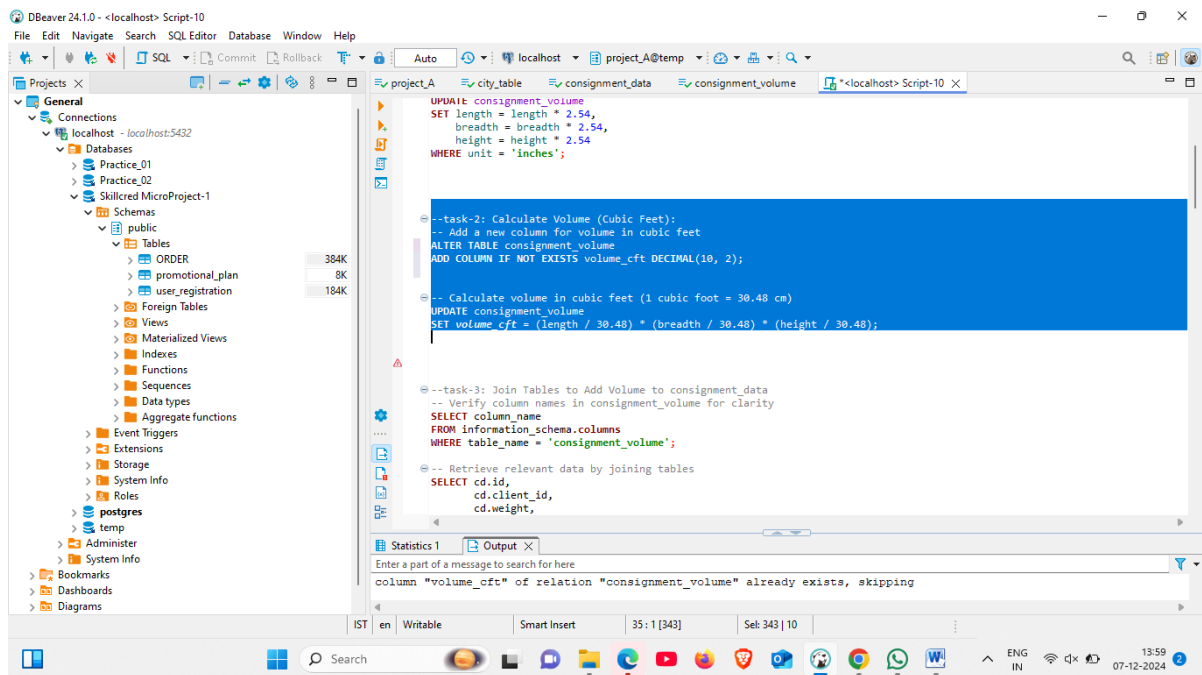 DBeaver 24.1.0 - <localhost> Script-10
File Edit Navigate Search SQL Editor Database Window Help
SQL Commit Rollback Auto localhost project_A@temp
Projects
project_A city_table consignment_data consignment_volume *<localhost> Script-10
General
Connections
localhost - localhost:5432
Databases
Practice_01
Practice_02
Skillcred MicroProject-1
Schemas
public
Tables
ORDER 384K
promotional_plan 8K
user_registration 184K
Foreign Tables
Views
Materialized Views
Indexes
Functions
Sequences
Data types
Aggregate functions
Event Triggers
Extensions
Storage
System Info
Roles
postgres
temp
Administer
System Info
Bookmarks
Dashboards
Diagrams
UPDATE consignment_volume
SET length = length * 2.54,
breadth = breadth * 2.54,
height = height * 2.54
WHERE unit = 'inches';
--task-2: Calculate Volume (Cubic Feet):
-- Add a new column for volume in cubic feet
ALTER TABLE consignment_volume
ADD COLUMN IF NOT EXISTS volume_cft DECIMAL(10, 2);
-- Calculate volume in cubic feet (1 cubic foot = 30.48 cm)
UPDATE consignment_volume
SET volume_cft = (length / 30.48) * (breadth / 30.48) * (height / 30.48);
--task-3: Join Tables to Add Volume to consignment_data
-- Verify column names in consignment_volume for clarity
SELECT column_name
FROM information_schema.columns
WHERE table_name = 'consignment_volume';
-- Retrieve relevant data by joining tables
SELECT cd.id,
cd.client_id,
cd.weight,
Statistics 1 Output
Enter a part of a message to search for here
column "volume_cft" of relation "consignment_volume" already exists, skipping
IST en Writable Smart Insert 35 : 1 [343] Sel: 343 | 10
Search
ENG
IN
13:59
07-12-2024
2